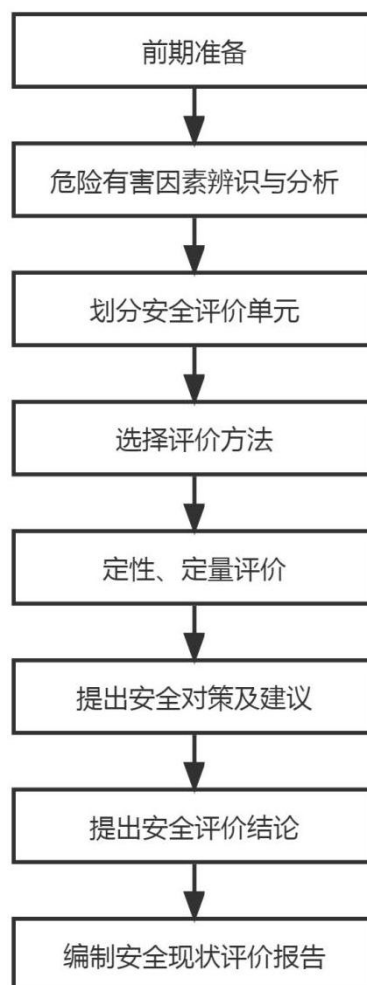 前期准备
危险有害因素辨识与分析
划分安全评价单元
选择评价方法
定性、定量评价
提出安全对策及建议
提出安全评价结论
编制安全现状评价报告